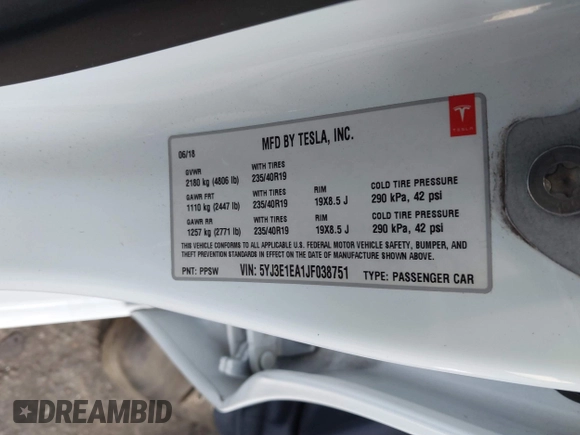 TESLA
MFD BY TESLA, INC.
06/18
GVWR
2180 kg (4806 lb)
WITH TIRES
235/40R19
GAWR FRT
1110 kg (2447 lb)
WITH TIRES
235/40R19
RIM
19X8.5 J
COLD TIRE PRESSURE
290 kPa, 42 psi
GAWR RR
1257 kg (2771 lb)
WITH TIRES
235/40R19
RIM
19X8.5 J
COLD TIRE PRESSURE
290 kPa, 42 psi
THIS VEHICLE CONFORMS TO ALL APPLICABLE U.S. FEDERAL MOTOR VEHICLE SAFETY, BUMPER, AND
THEFT PREVENTION STANDARDS IN EFFECT ON THE DATE OF MANUFACTURE SHOWN ABOVE.
PNT: PPSW
VIN: 5YJ3E1EA1JF038751
TYPE: PASSENGER CAR
DREAMBID